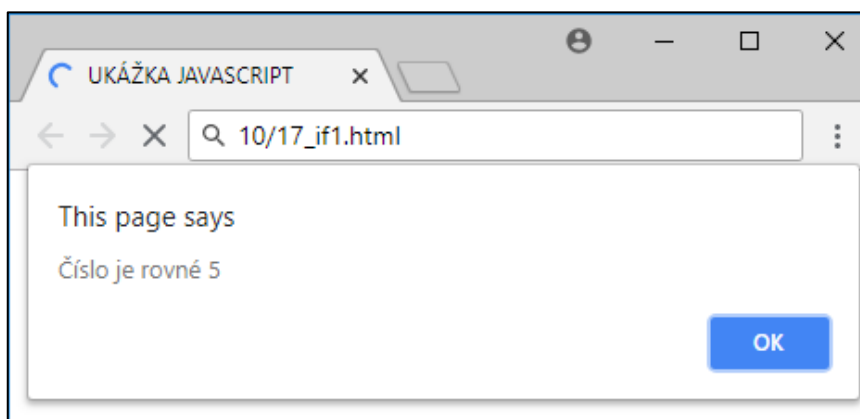 UKÁŽKA JAVASCRIPT
10/17_if1.html
This page says
Číslo je rovné 5
OK